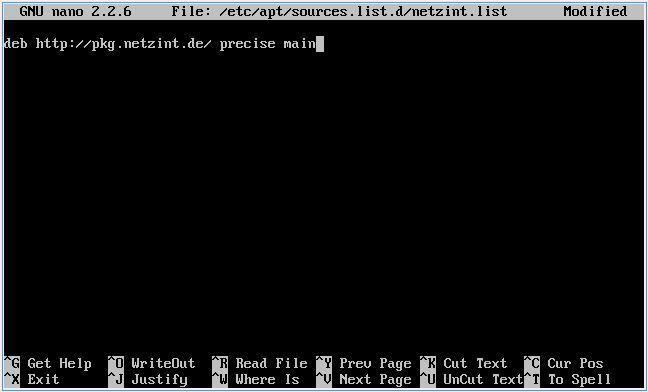 GNU nano 2.2.6 File: /etc/apt/sources.list.d/netzint.list Modified
deb http://pkg.netzint.de/ precise main
^G Get Help ^O WriteOut ^R Read File ^Y Prev Page ^K Cut Text ^C Cur Pos
^X Exit ^J Justify ^W Where Is ^V Next Page ^U UnCut Text ^T To Spell